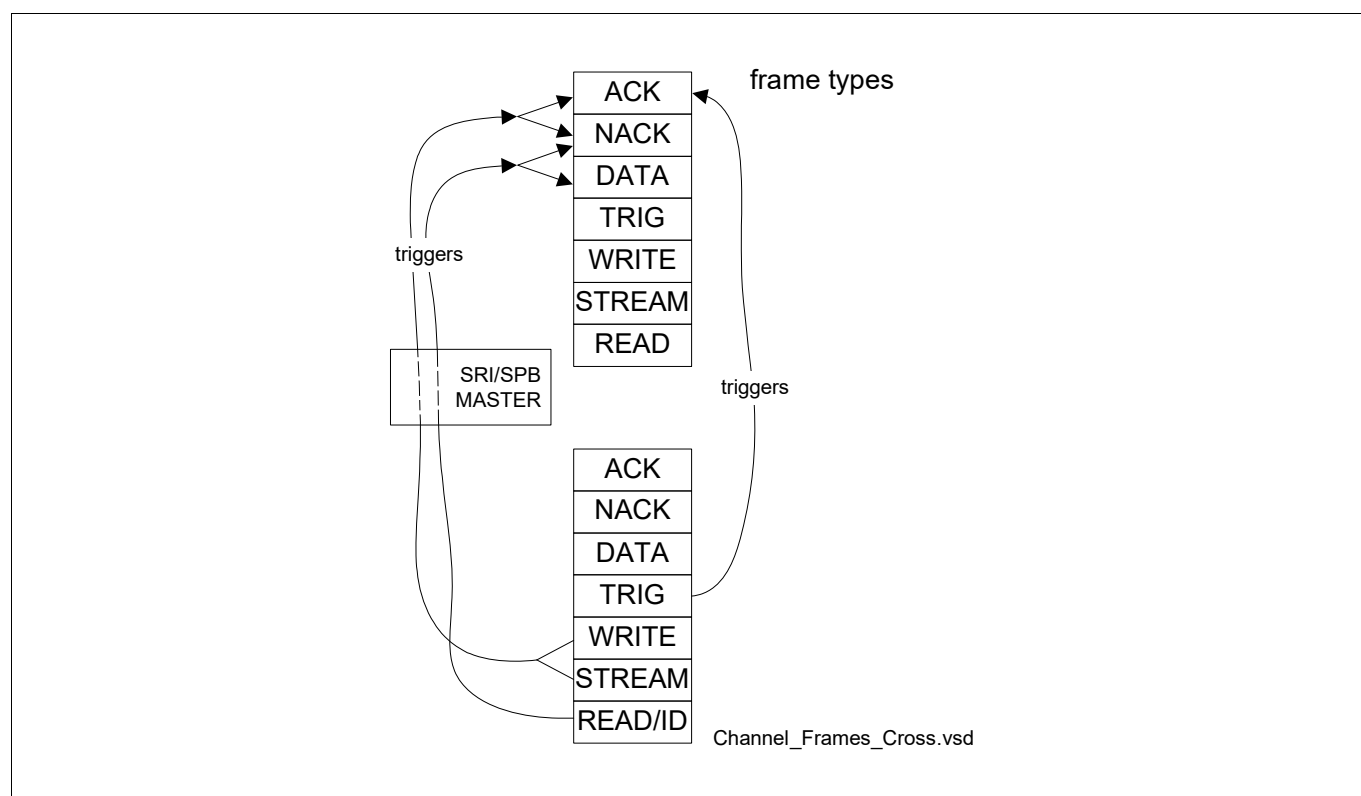 ACK
frame types
NACK
DATA
TRIG
WRITE
triggers
STREAM
READ
SRI/SPB
MASTER
triggers
ACK
NACK
DATA
TRIG
WRITE
STREAM
READ/ID
Channel_Frames_Cross.vsd